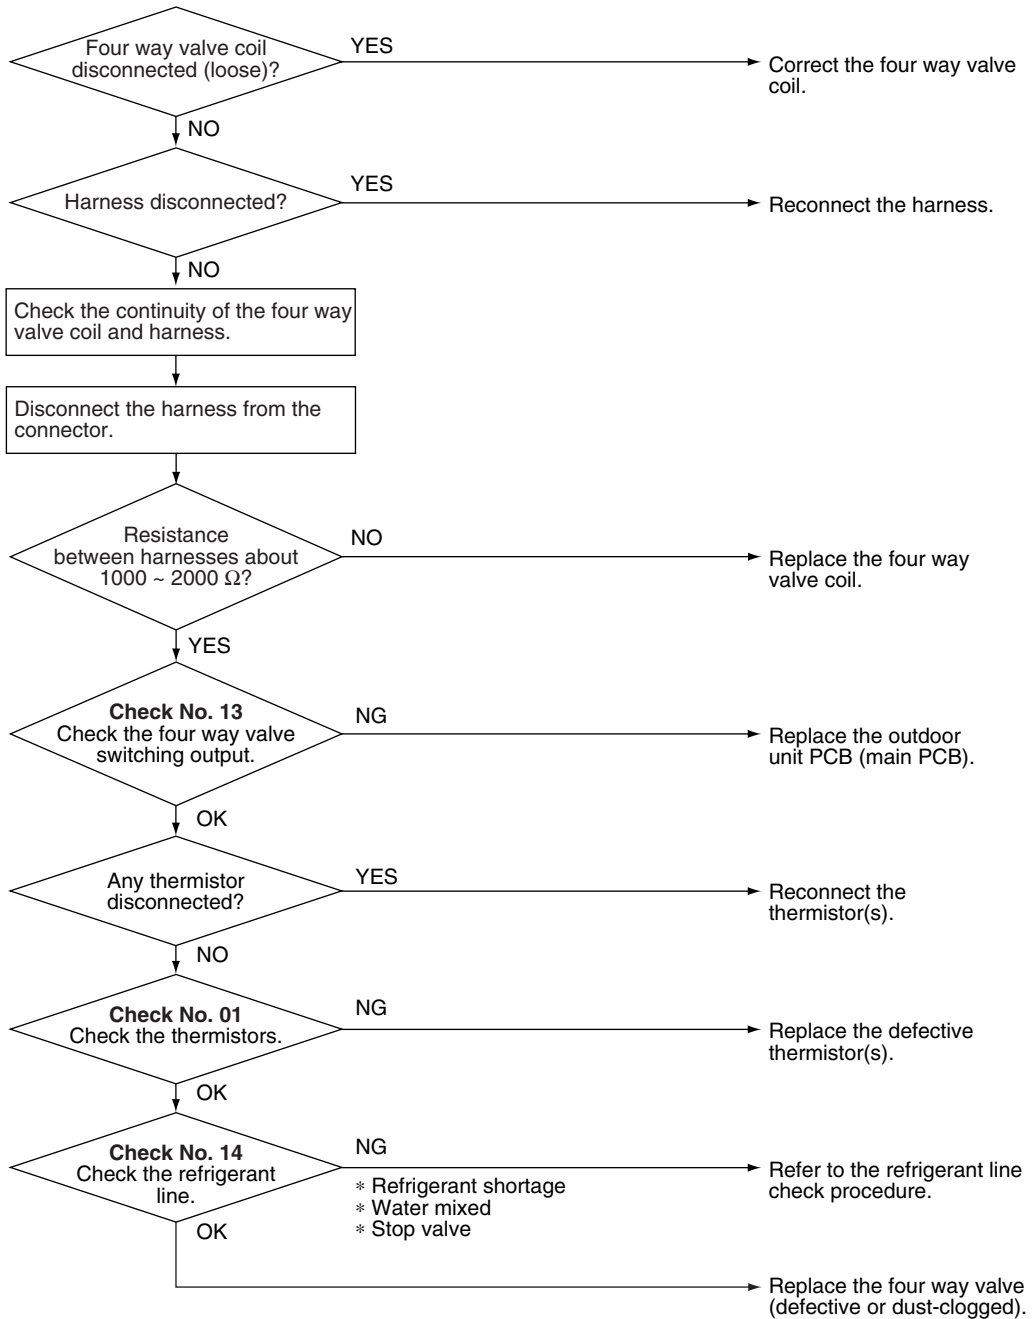 Four way valve coil
disconnected (loose)?
YES
Correct the four way valve
coil.
NO
Harness disconnected?
YES
Reconnect the harness.
NO
Check the continuity of the four way
valve coil and harness.
Disconnect the harness from the
connector.
Resistance
between harnesses about
1000 ~ 2000 Ω?
NO
Replace the four way
valve coil.
YES
Check No. 13
Check the four way valve
switching output.
NG
Replace the outdoor
unit PCB (main PCB).
OK
Any thermistor
disconnected?
YES
Reconnect the
thermistor(s).
NO
Check No. 01
Check the thermistors.
NG
Replace the defective
thermistor(s).
OK
Check No. 14
Check the refrigerant
line.
NG
∗ Refrigerant shortage
∗ Water mixed
∗ Stop valve
Refer to the refrigerant line
check procedure.
OK
Replace the four way valve
(defective or dust-clogged).